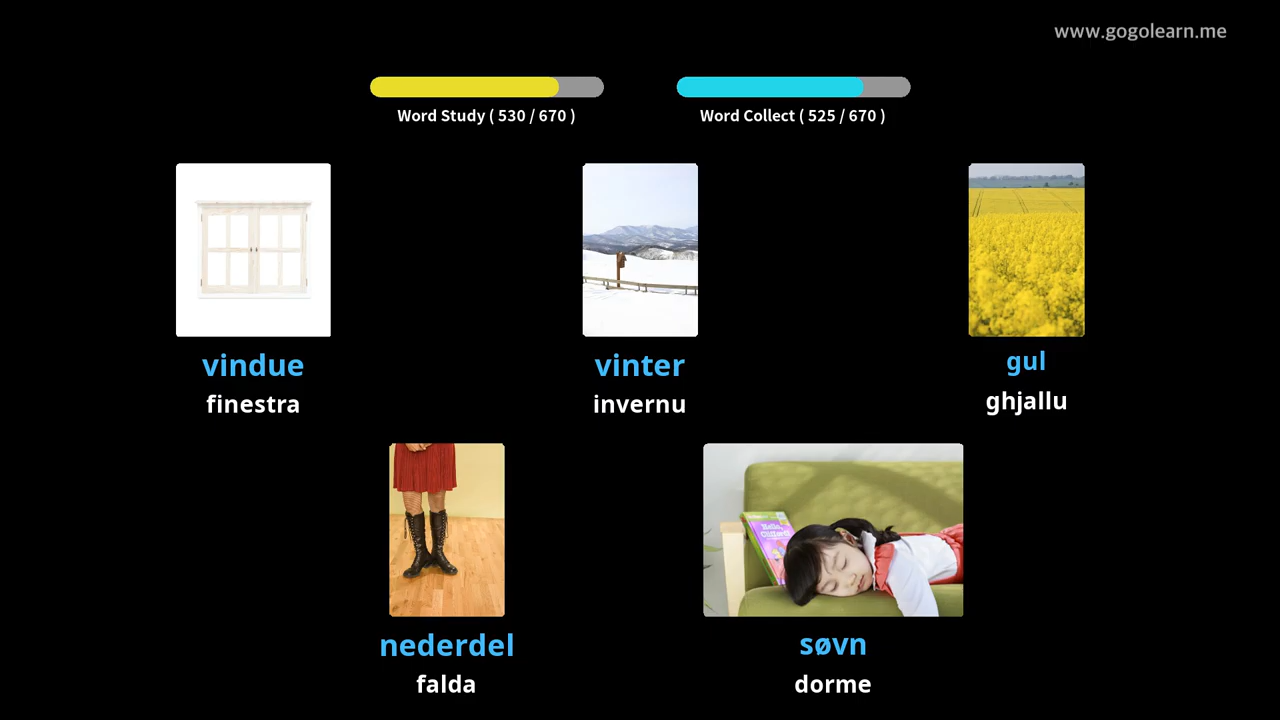 www.gogolearn.me
Word Study ( 530 / 670 )
Word Collect ( 525 / 670 )
vindue
finestra
vinter
invernu
gul
ghjallu
Hello,
nederdel
falda
søvn
dorme